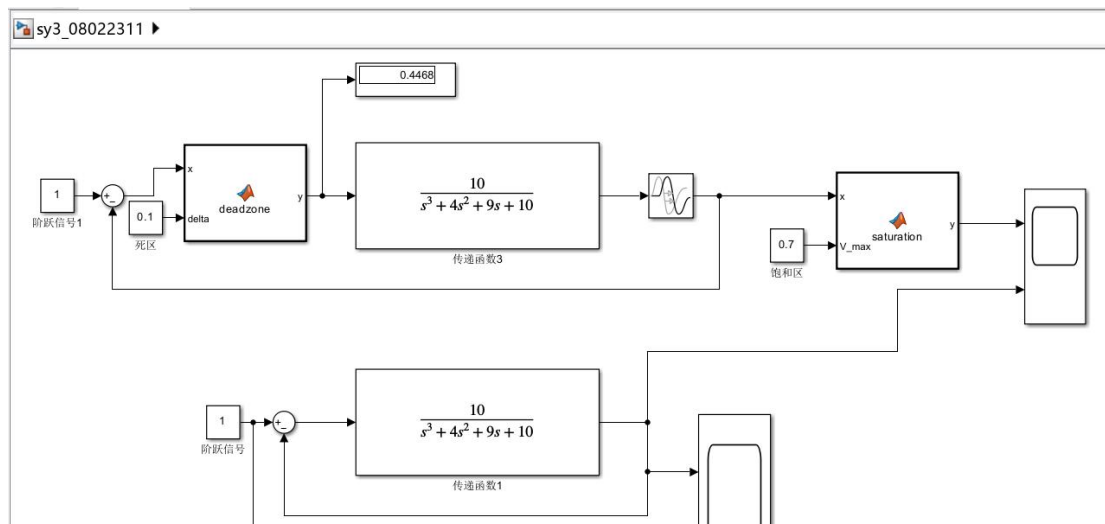 sy3_08022311
0.4468
1
+
-
阶跃信号1
0.1
死区
x
delta
deadzone
y
10
s³ + 4s² + 9s + 10
传递函数3
0.7
饱和区
x
V_max
saturation
y
1
阶跃信号
+
-
10
s³ + 4s² + 9s + 10
传递函数1